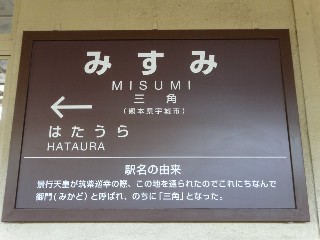 みすみ
MISUMI
三角
(熊本県宇城市)
←
はたうら
HATAURA
駅名の由来
景行天皇が筑紫巡幸の際、この地を通られたのでこれにちなんで
御門(みかど)と呼ばれ、のちに「三角」となった。